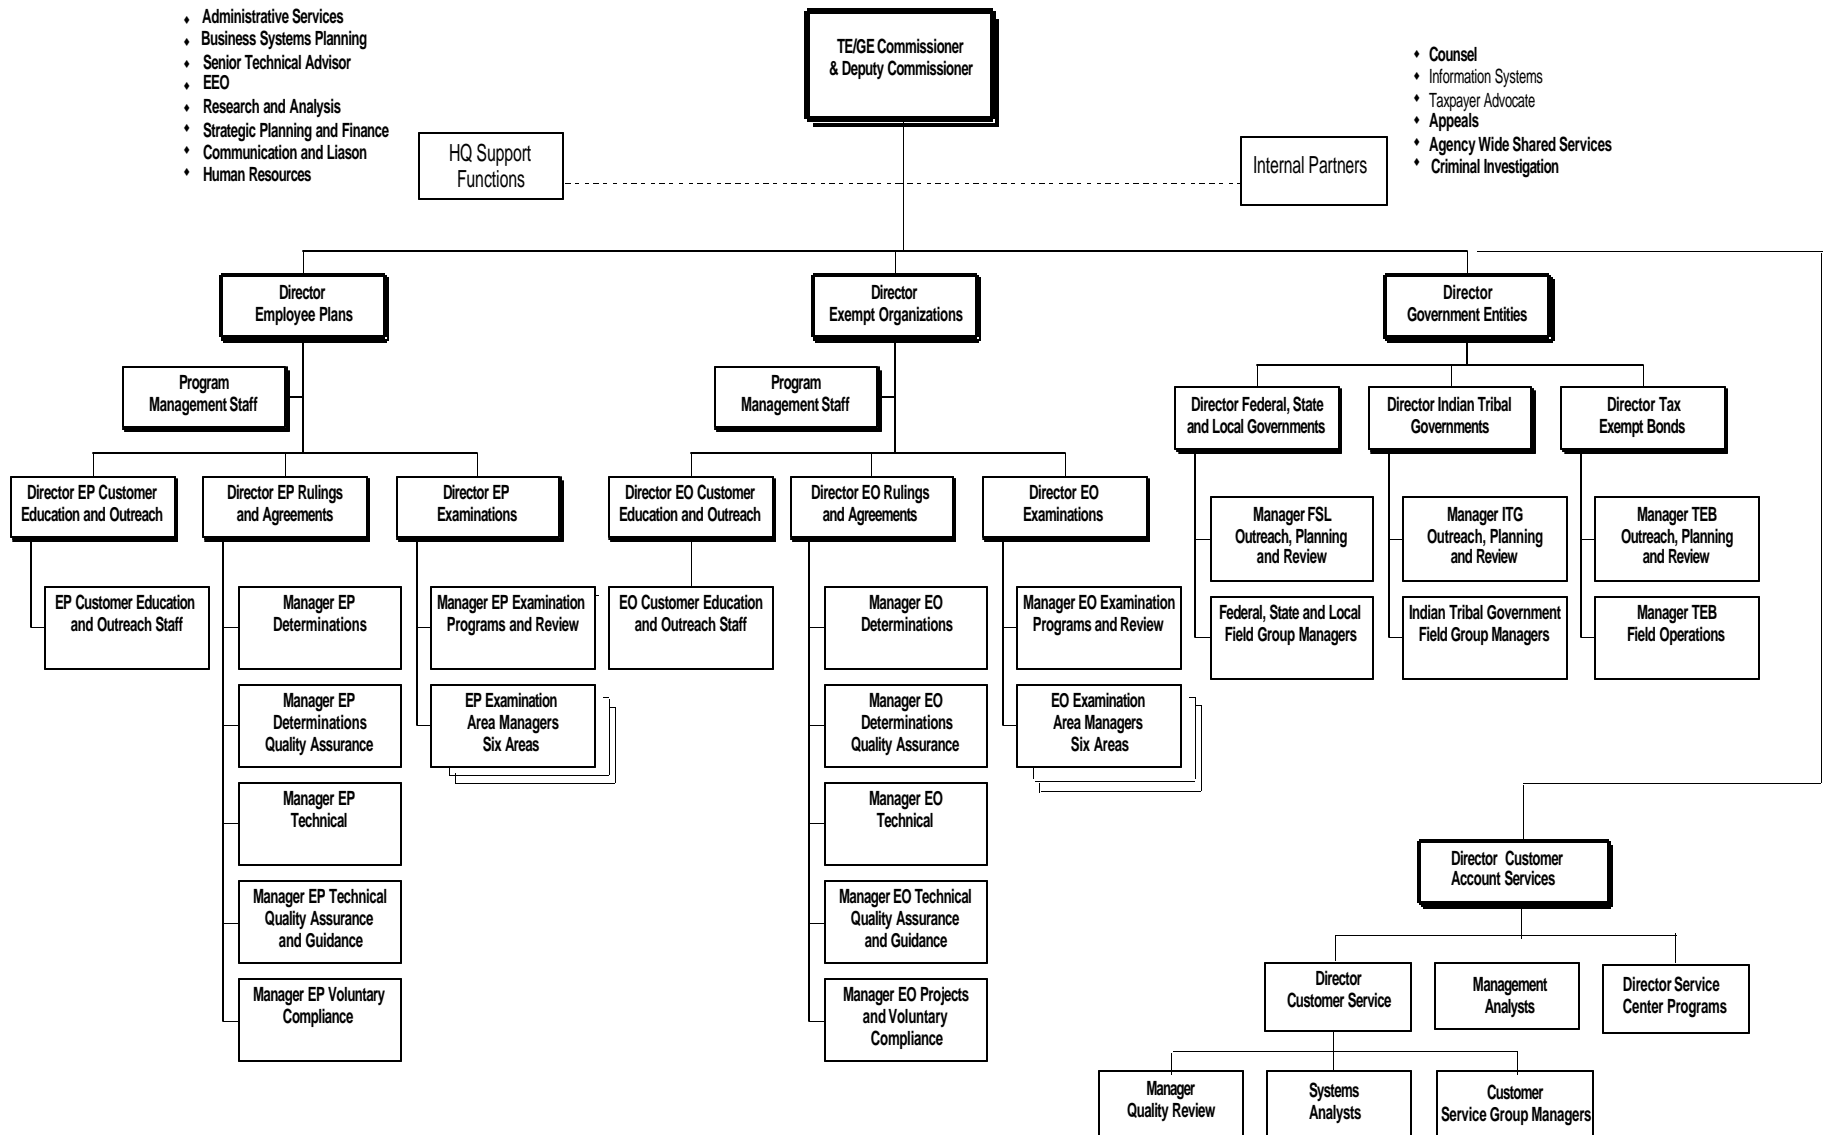 Administrative Services
Business Systems Planning
Senior Technical Advisor
EEO
Research and Analysis
Strategic Planning and Finance
Communication and Liason
Human Resources
HQ Support
Functions
TE/GE Commissioner
& Deputy Commissioner
Internal Partners
Counsel
Information Systems
Taxpayer Advocate
Appeals
Agency Wide Shared Services
Criminal Investigation
Director
Employee Plans
Director
Exempt Organizations
Director
Government Entities
Program
Management Staff
Program
Management Staff
Director Federal, State
and Local Governments
Director Indian Tribal
Governments
Director Tax
Exempt Bonds
Director EP Customer
Education and Outreach
Director EP Rulings
and Agreements
Director EP
Examinations
Director EO Customer
Education and Outreach
Director EO Rulings
and Agreements
Director EO
Examinations
Manager FSL
Outreach, Planning
and Review
Manager ITG
Outreach, Planning
and Review
Manager TEB
Outreach, Planning
and Review
EP Customer Education
and Outreach Staff
Manager EP
Determinations
Manager EP Examination
Programs and Review
EO Customer Education
and Outreach Staff
Manager EO
Determinations
Manager EO Examination
Programs and Review
Federal, State and Local
Field Group Managers
Indian Tribal Government
Field Group Managers
Manager TEB
Field Operations
Manager EP
Determinations
Quality Assurance
EP Examination
Area Managers
Six Areas
Manager EO
Determinations
Quality Assurance
EO Examination
Area Managers
Six Areas
Manager EP
Technical
Manager EO
Technical
Manager EP Technical
Quality Assurance
and Guidance
Manager EO Technical
Quality Assurance
and Guidance
Manager EP Voluntary
Compliance
Manager EO Projects
and Voluntary
Compliance
Director Customer
Account Services
Director
Customer Service
Management
Analysts
Director Service
Center Programs
Manager
Quality Review
Systems
Analysts
Customer
Service Group Managers